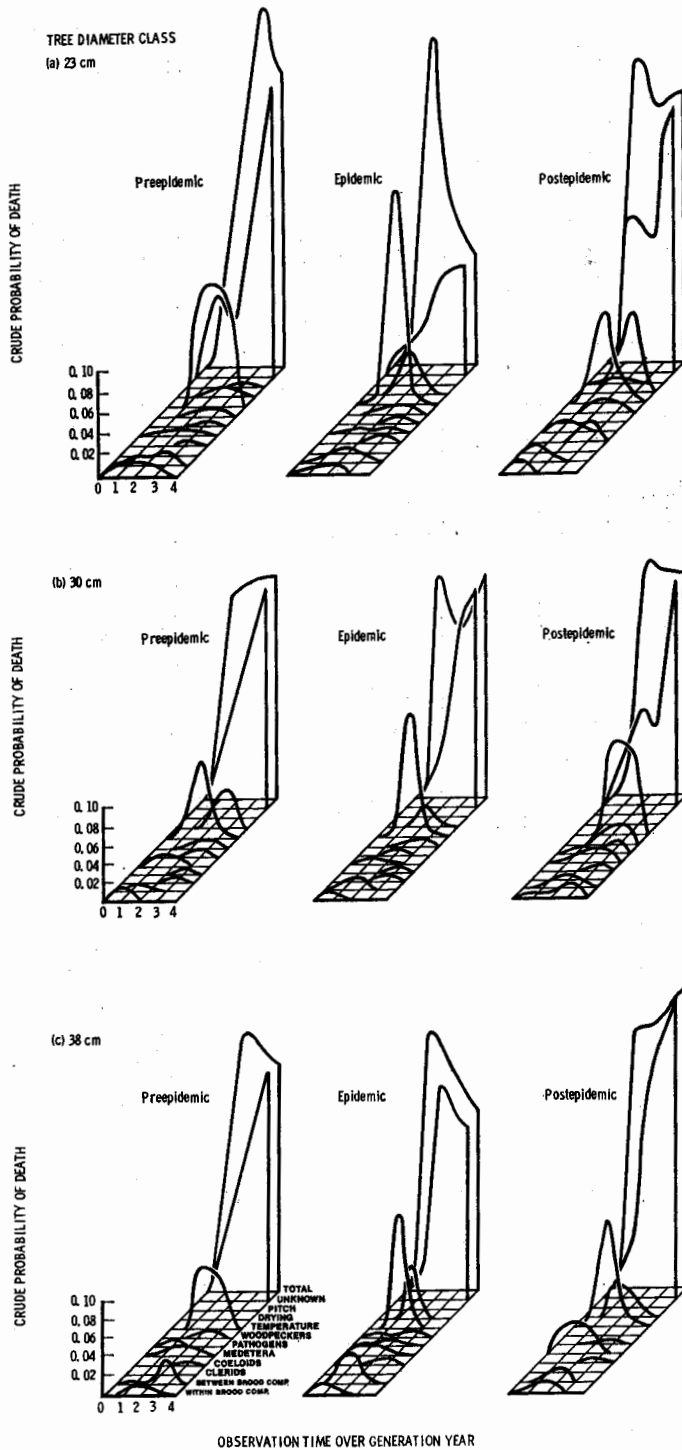 TREE DIAMETER CLASS
(a) 23 cm
Preepidemic
Epidemic
Postepidemic
CRUDE PROBABILITY OF DEATH
0.10
0.08
0.06
0.04
0.02
0 1 2 3 4
(b) 30 cm
Preepidemic
Epidemic
Postepidemic
CRUDE PROBABILITY OF DEATH
0.10
0.08
0.06
0.04
0.02
0 1 2 3 4
(c) 38 cm
Preepidemic
Epidemic
Postepidemic
CRUDE PROBABILITY OF DEATH
0.10
0.08
0.06
0.04
0.02
0 1 2 3 4
TOTAL
UNKNOWN
PITCH
DRYING
TEMPERATURE
WOODPECKERS
PATHOGENS
MEDETERA
COELOIDS
CLERIDS
BETWEEN BROOD COMP.
WITHIN BROOD COMP.
OBSERVATION TIME OVER GENERATION YEAR